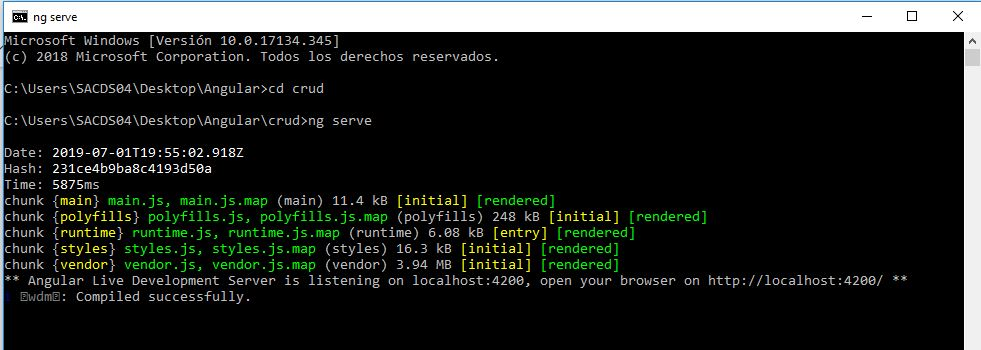 ng serve
Microsoft Windows [Versión 10.0.17134.345]
(c) 2018 Microsoft Corporation. Todos los derechos reservados.
C:\Users\SACDS04\Desktop\Angular>cd crud
C:\Users\SACDS04\Desktop\Angular\crud>ng serve
Date: 2019-07-01T19:55:02.918Z
Hash: 231ce4b9ba8c4193d50a
Time: 5875ms
chunk {main} main.js, main.js.map (main) 11.4 kB [initial] [rendered]
chunk {polyfills} polyfills.js, polyfills.js.map (polyfills) 248 kB [initial] [rendered]
chunk {runtime} runtime.js, runtime.js.map (runtime) 6.08 kB [entry] [rendered]
chunk {styles} styles.js, styles.js.map (styles) 16.3 kB [initial] [rendered]
chunk {vendor} vendor.js, vendor.js.map (vendor) 3.94 MB [initial] [rendered]
** Angular Live Development Server is listening on localhost:4200, open your browser on http://localhost:4200/ **
wdm: Compiled successfully.